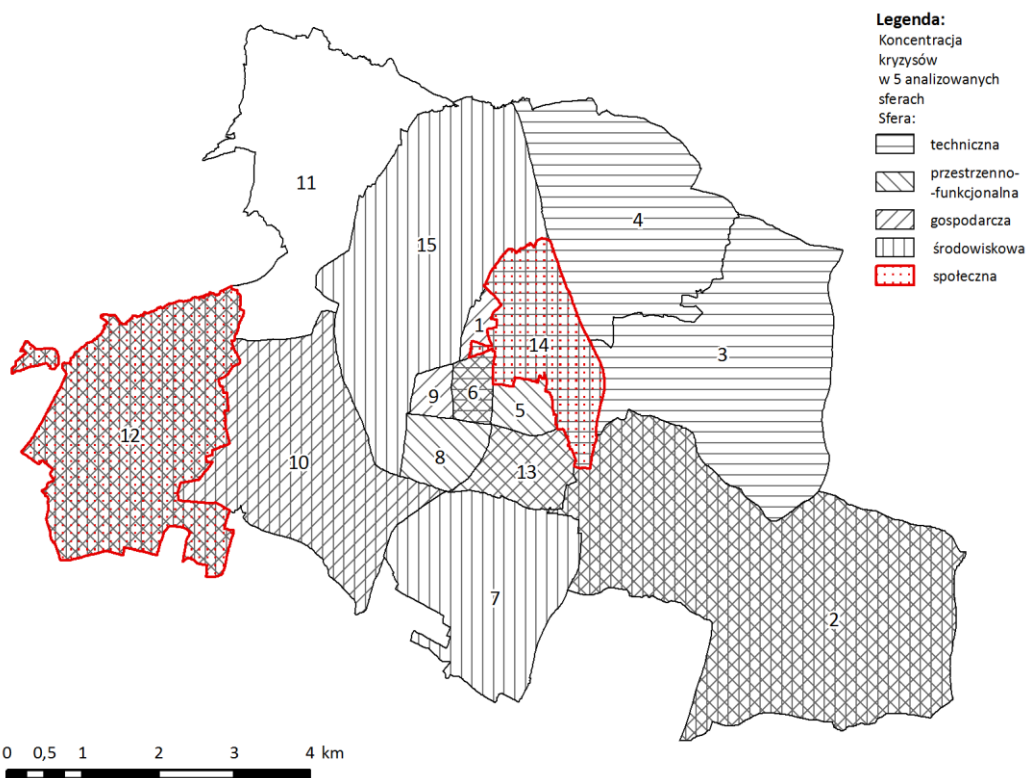 Legenda:
Koncentracja
kryzysów
w 5 analizowanych
sferach
Sfera:
techniczna
przestrzenno-
-funkcjonalna
gospodarcza
środowiskowa
społeczna
11
4
15
1
14
3
9
6
5
12
8
10
13
7
2
0 0,5 1 2 3 4 km